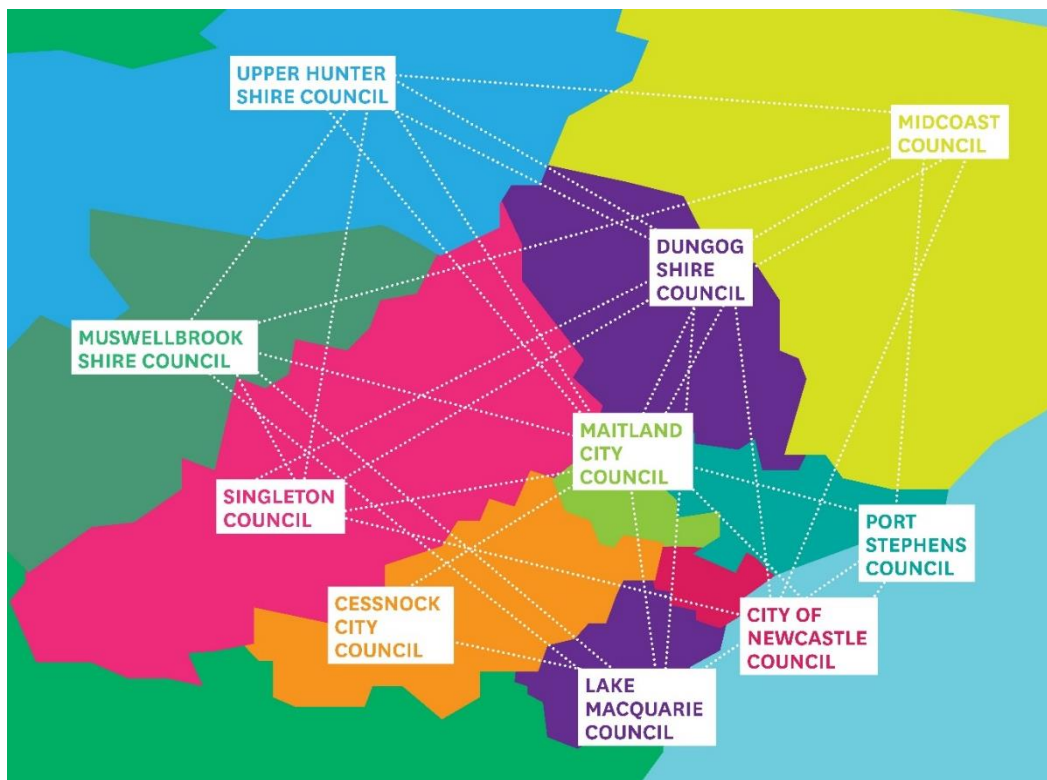 UPPER HUNTER
SHIRE COUNCIL
MIDCOAST
COUNCIL
DUNGOG
SHIRE
COUNCIL
MUSWELLBROOK
SHIRE COUNCIL
MAITLAND
CITY
COUNCIL
SINGLETON
COUNCIL
PORT
STEPHENS
COUNCIL
CESSNOCK
CITY
COUNCIL
CITY OF
NEWCASTLE
COUNCIL
LAKE
MACQUARIE
COUNCIL